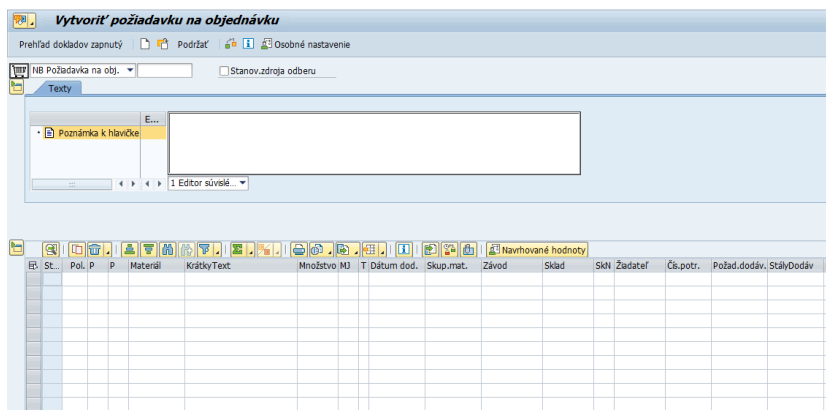 Vytvoriť požiadavku na objednávku
Prehľad dokladov zapnutý Podržať Osobné nastavenie
NB Požiadavka na obj. Stanov.zdroja odberu
Texty
E...
Poznámka k hlavičke
1 Editor súvislé...
Navrhované hodnoty
St... Pol. P P Materiál KrátkyText Množstvo MJ T Dátum dod. Skup.mat. Závod Sklad SkN Žiadateľ Čís.potr. Požad.dodáv. StályDodáv